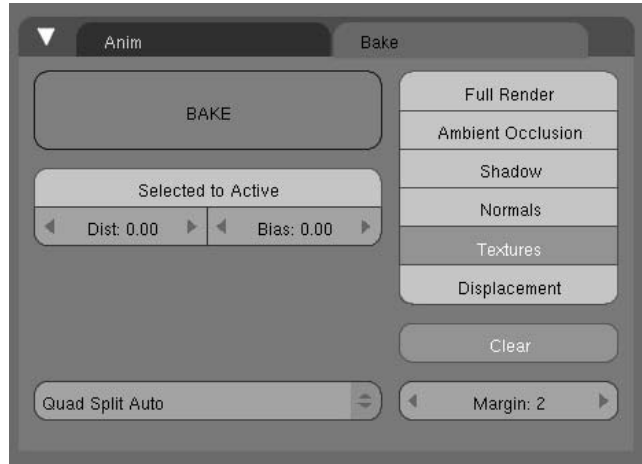 Anim
Bake
BAKE
Full Render
Ambient Occlusion
Shadow
Normals
Textures
Displacement
Selected to Active
Dist: 0.00
Bias: 0.00
Clear
Quad Split Auto
Margin: 2